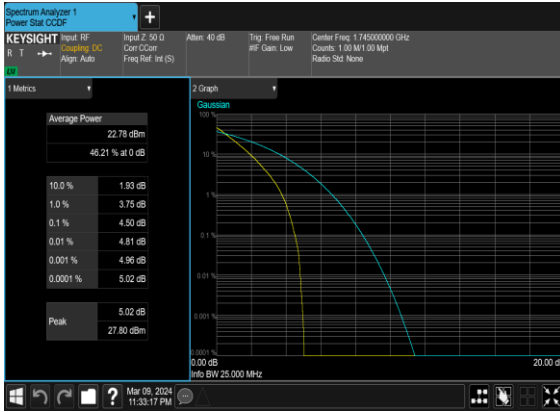 Spectrum Analyzer 1
Power Stat CCDF
KEYSIGHT
R T
Input: RF
Coupling: DC
Align: Auto
Input Z: 50 Ω
Corr CCorr
Freq Ref: Int (S)
Atten: 40 dB
Trig: Free Run
#IF Gain: Low
Center Freq: 1.745000000 GHz
Counts: 1.00 M/1.00 Mpt
Radio Std: None
1 Metrics
Average Power
22.78 dBm
46.21 % at 0 dB
10.0 % 1.93 dB
1.0 % 3.75 dB
0.1 % 4.50 dB
0.01 % 4.81 dB
0.001 % 4.96 dB
0.0001 % 5.02 dB
Peak 5.02 dB
27.80 dBm
2 Graph
Gaussian
100 %
10 %
1 %
0.1 %
0.01 %
0.001 %
0.0001 %
0.00 dB
20.00 d
Info BW 25.000 MHz
?
Mar 09, 2024
11:33:17 PM